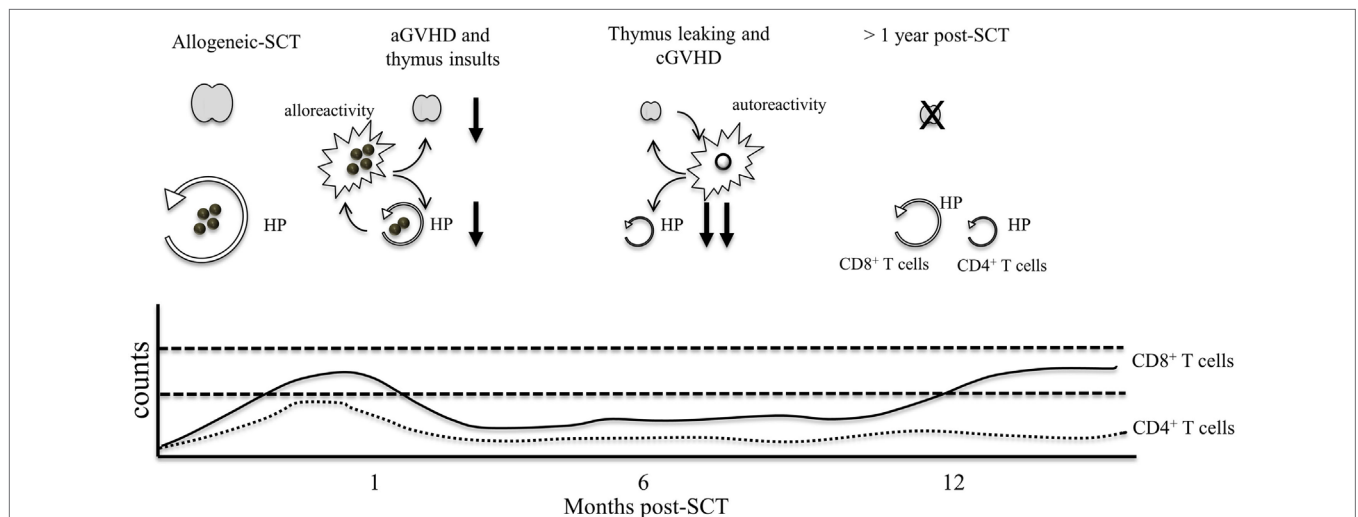 Allogeneic-SCT
aGVHD and
thymus insults
Thymus leaking and
cGVHD
> 1 year post-SCT
alloreactivity
autoreactivity
X
HP
HP
HP
HP
HP
CD8⁺ T cells
CD4⁺ T cells
counts
CD8⁺ T cells
CD4⁺ T cells
1
6
12
Months post-SCT